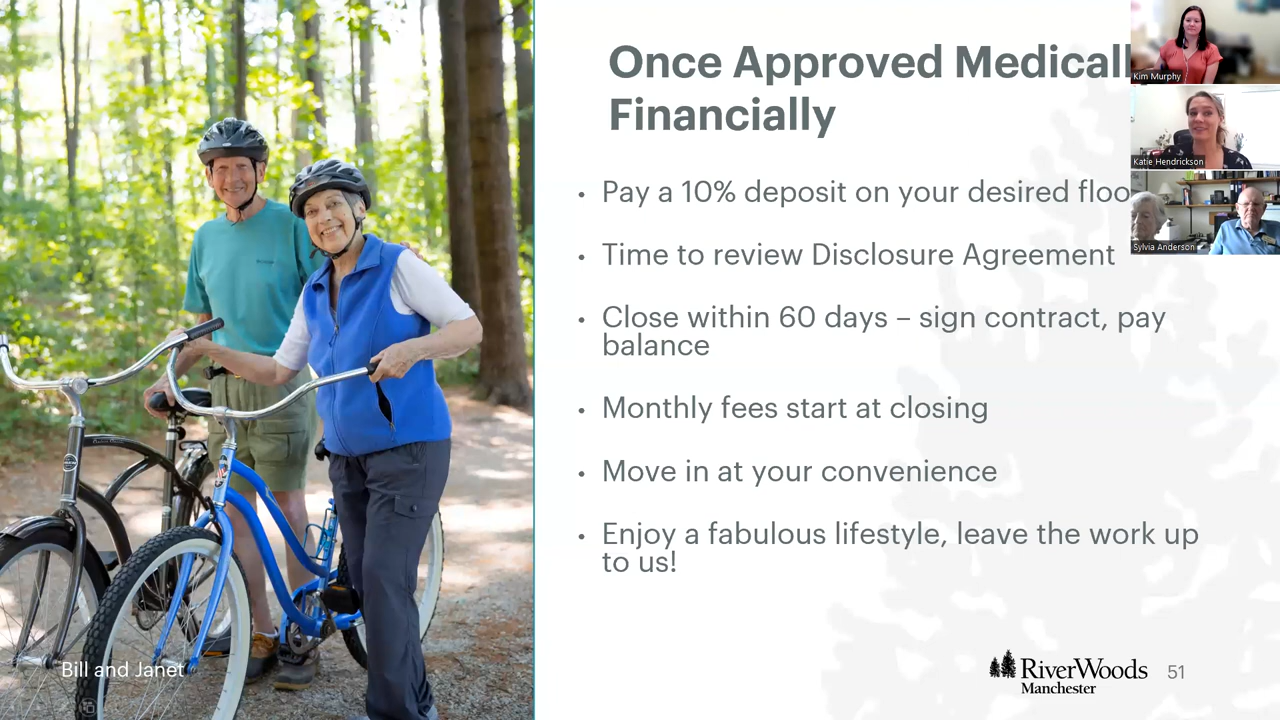 Once Approved Medical
Financially
• Pay a 10% deposit on your desired floo
• Time to review Disclosure Agreement
• Close within 60 days – sign contract, pay
balance
• Monthly fees start at closing
• Move in at your convenience
• Enjoy a fabulous lifestyle, leave the work up
to us!
Kim Murphy
Katie Hendrickson
Sylvia Anderson
Bill and Janet
RiverWoods
Manchester
51